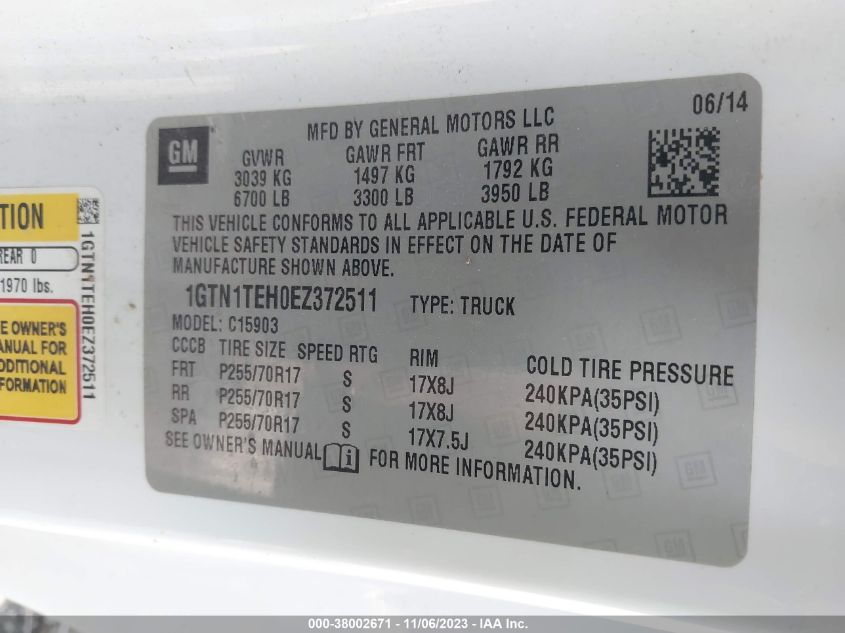 GM
MFD BY GENERAL MOTORS LLC
06/14
GVWR GAWR FRT GAWR RR
3039 KG 1497 KG 1792 KG
6700 LB 3300 LB 3950 LB
THIS VEHICLE CONFORMS TO ALL APPLICABLE U.S. FEDERAL MOTOR
VEHICLE SAFETY STANDARDS IN EFFECT ON THE DATE OF
MANUFACTURE SHOWN ABOVE.
1GTN1TEH0EZ372511 TYPE: TRUCK
MODEL: C15903
CCCB TIRE SIZE SPEED RTG RIM COLD TIRE PRESSURE
FRT P255/70R17 S 17X8J 240KPA(35PSI)
RR P255/70R17 S 17X8J 240KPA(35PSI)
SPA P255/70R17 S 17X7.5J 240KPA(35PSI)
SEE OWNER'S MANUAL FOR MORE INFORMATION.
TION
REAR 0
1970 lbs.
E OWNER'S
ANUAL FOR
DDITIONAL
FORMATION
1GTN1TEH0EZ372511
000-38002671 - 11/06/2023 - IAA Inc.